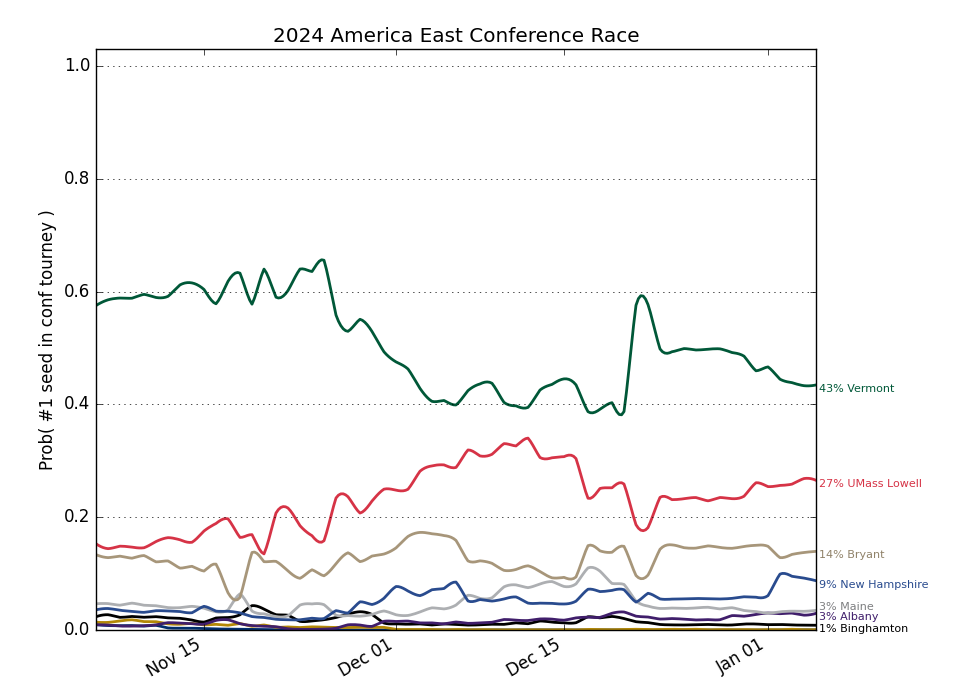 2024 America East Conference Race
Prob( #1 seed in conf tourney )
1.0
0.8
0.6
0.4
0.2
0.0
Nov 15
Dec 01
Dec 15
Jan 01
43% Vermont
27% UMass Lowell
14% Bryant
9% New Hampshire
3% Maine
3% Albany
1% Binghamton